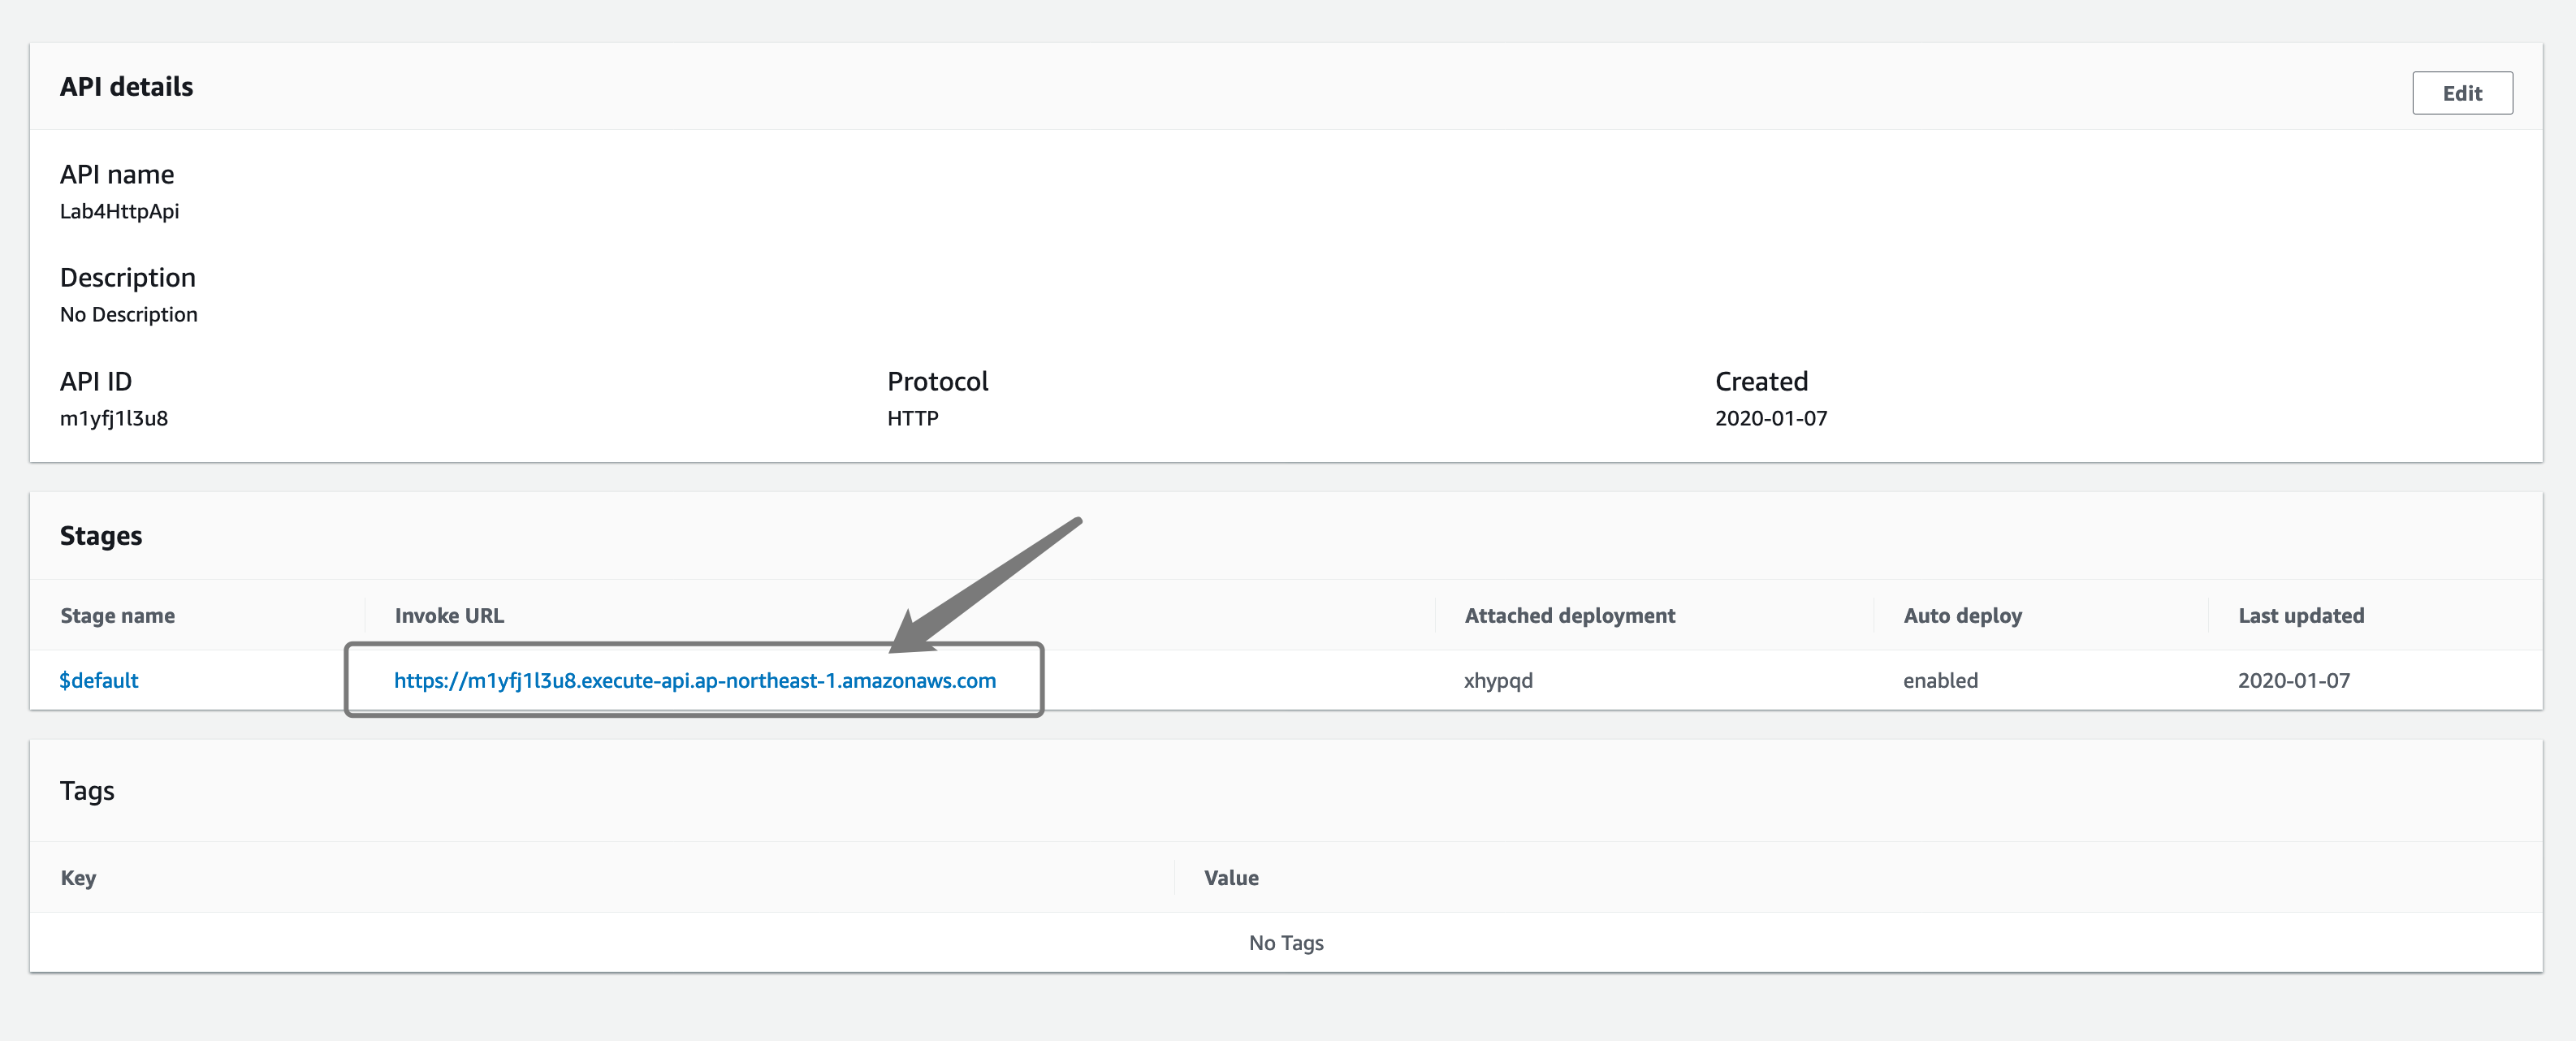 API details
Edit
API name
Lab4HttpApi
Description
No Description
API ID Protocol Created
m1yfj1l3u8 HTTP 2020-01-07
Stages
Stage name Invoke URL Attached deployment Auto deploy Last updated
$default https://m1yfj1l3u8.execute-api.ap-northeast-1.amazonaws.com xhypqd enabled 2020-01-07
Tags
Key Value
No Tags